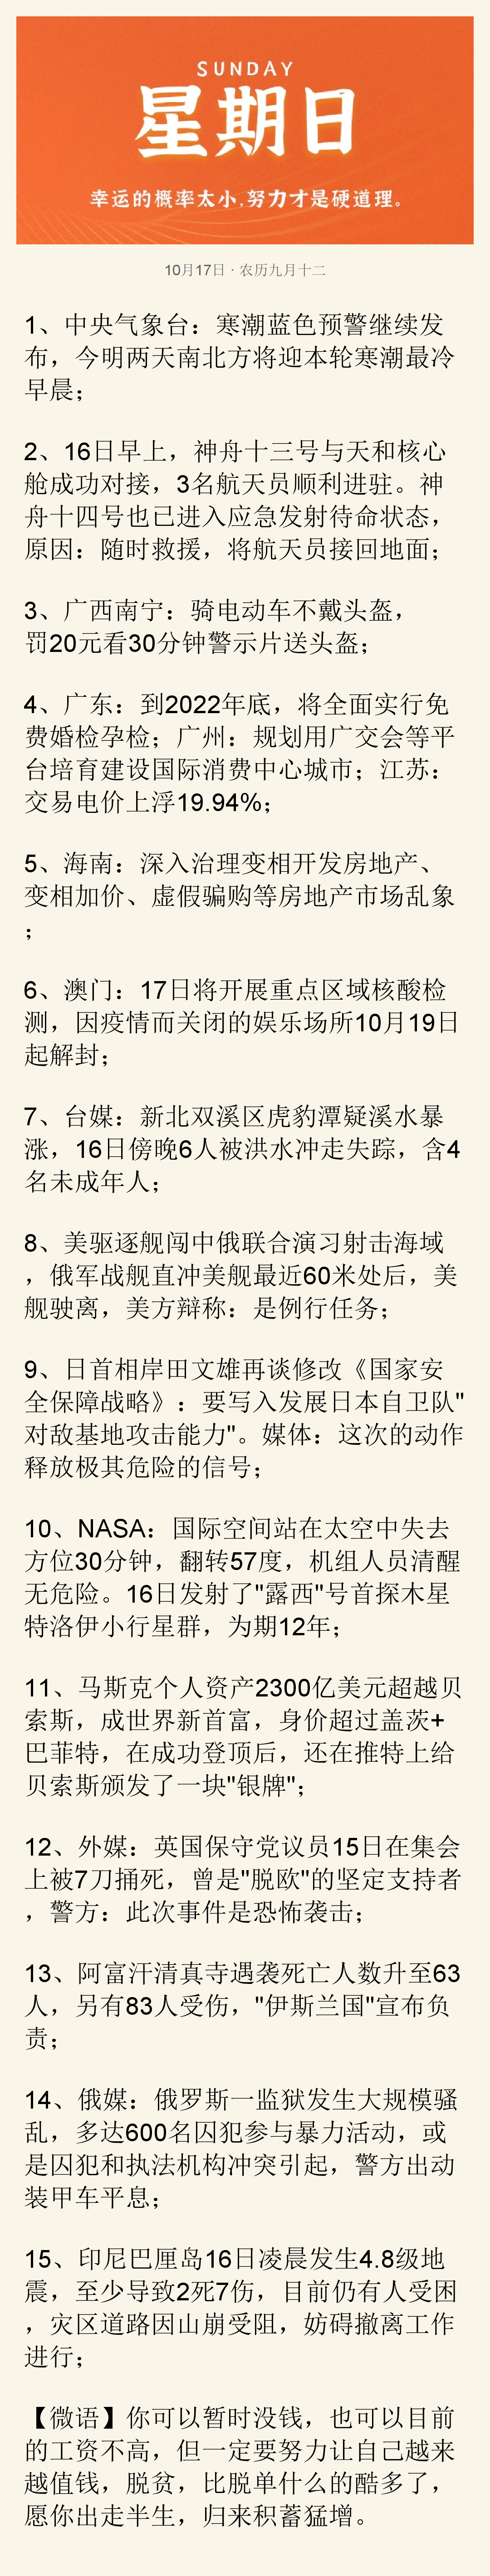 SUNDAY
星期日
幸运的概率太小,努力才是硬道理。
10月17日 · 农历九月十二
1、中央气象台：寒潮蓝色预警继续发
布，今明两天南北方将迎本轮寒潮最冷
早晨；
2、16日早上，神舟十三号与天和核心
舱成功对接，3名航天员顺利进驻。神
舟十四号也已进入应急发射待命状态，
原因：随时救援，将航天员接回地面；
3、广西南宁：骑电动车不戴头盔，
罚20元看30分钟警示片送头盔；
4、广东：到2022年底，将全面实行免
费婚检孕检；广州：规划用广交会等平
台培育建设国际消费中心城市；江苏：
交易电价上浮19.94%；
5、海南：深入治理变相开发房地产、
变相加价、虚假骗购等房地产市场乱象
；
6、澳门：17日将开展重点区域核酸检
测，因疫情而关闭的娱乐场所10月19日
起解封；
7、台媒：新北双溪区虎豹潭疑溪水暴
涨，16日傍晚6人被洪水冲走失踪，含4
名未成年人；
8、美驱逐舰闯中俄联合演习射击海域
，俄军战舰直冲美舰最近60米处后，美
舰驶离，美方辩称：是例行任务；
9、日首相岸田文雄再谈修改《国家安
全保障战略》：要写入发展日本自卫队"
对敌基地攻击能力"。媒体：这次的动作
释放极其危险的信号；
10、NASA：国际空间站在太空中失去
方位30分钟，翻转57度，机组人员清醒
无危险。16日发射了"露西"号首探木星
特洛伊小行星群，为期12年；
11、马斯克个人资产2300亿美元超越贝
索斯，成世界新首富，身价超过盖茨+
巴菲特，在成功登顶后，还在推特上给
贝索斯颁发了一块"银牌"；
12、外媒：英国保守党议员15日在集会
上被7刀捅死，曾是"脱欧"的坚定支持者
，警方：此次事件是恐怖袭击；
13、阿富汗清真寺遇袭死亡人数升至63
人，另有83人受伤，"伊斯兰国"宣布负
责；
14、俄媒：俄罗斯一监狱发生大规模骚
乱，多达600名囚犯参与暴力活动，或
是囚犯和执法机构冲突引起，警方出动
装甲车平息；
15、印尼巴厘岛16日凌晨发生4.8级地
震，至少导致2死7伤，目前仍有人受困
，灾区道路因山崩受阻，妨碍撤离工作
进行；
【微语】你可以暂时没钱，也可以目前
的工资不高，但一定要努力让自己越来
越值钱，脱贫，比脱单什么的酷多了，
愿你出走半生，归来积蓄猛增。